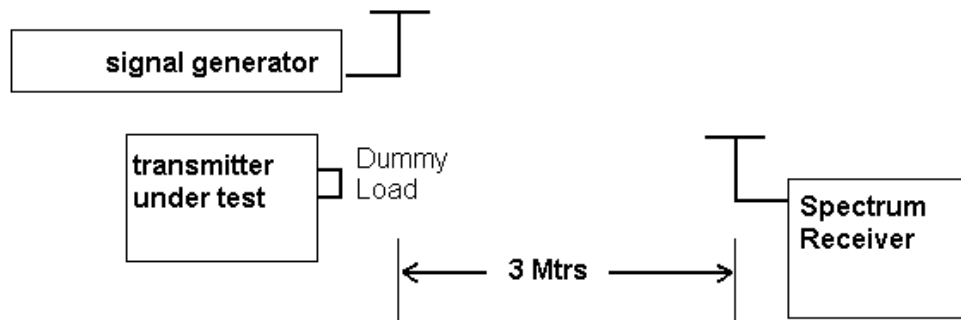 signal generator
transmitter
under test
Dummy
Load
Spectrum
Receiver
3 Mtrs